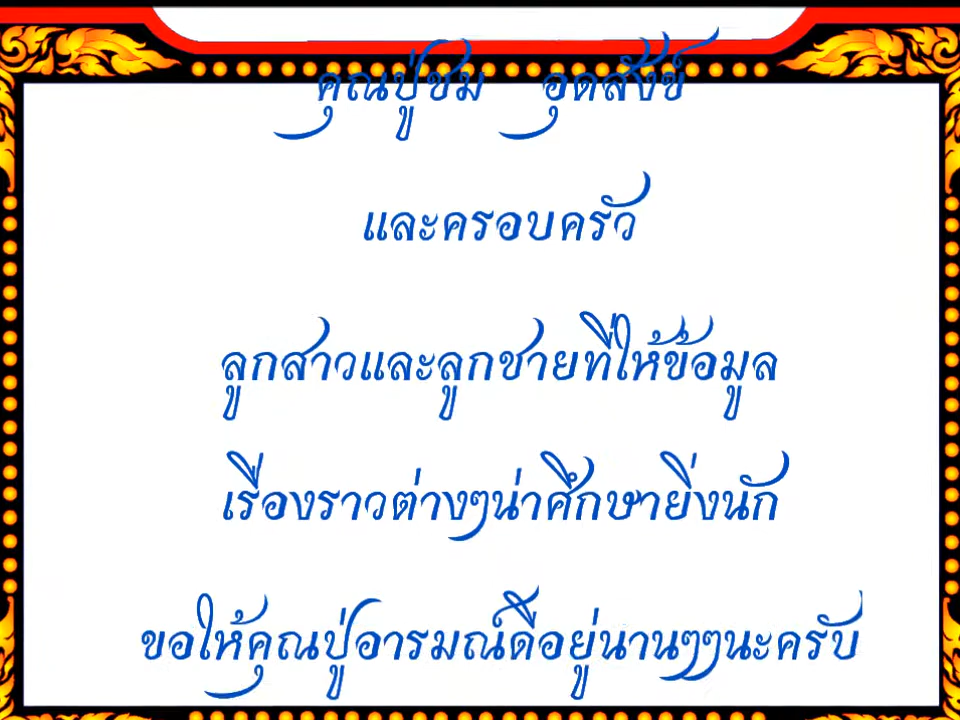 คุณปู่ชม อุดสังข์
และครอบครัว
ลูกสาวและลูกชายที่ให้ข้อมูล
เรื่องราวต่างๆน่าศึกษายิ่งนัก
ขอให้คุณปู่อารมณ์ดีอยู่นานๆๆนะครับ